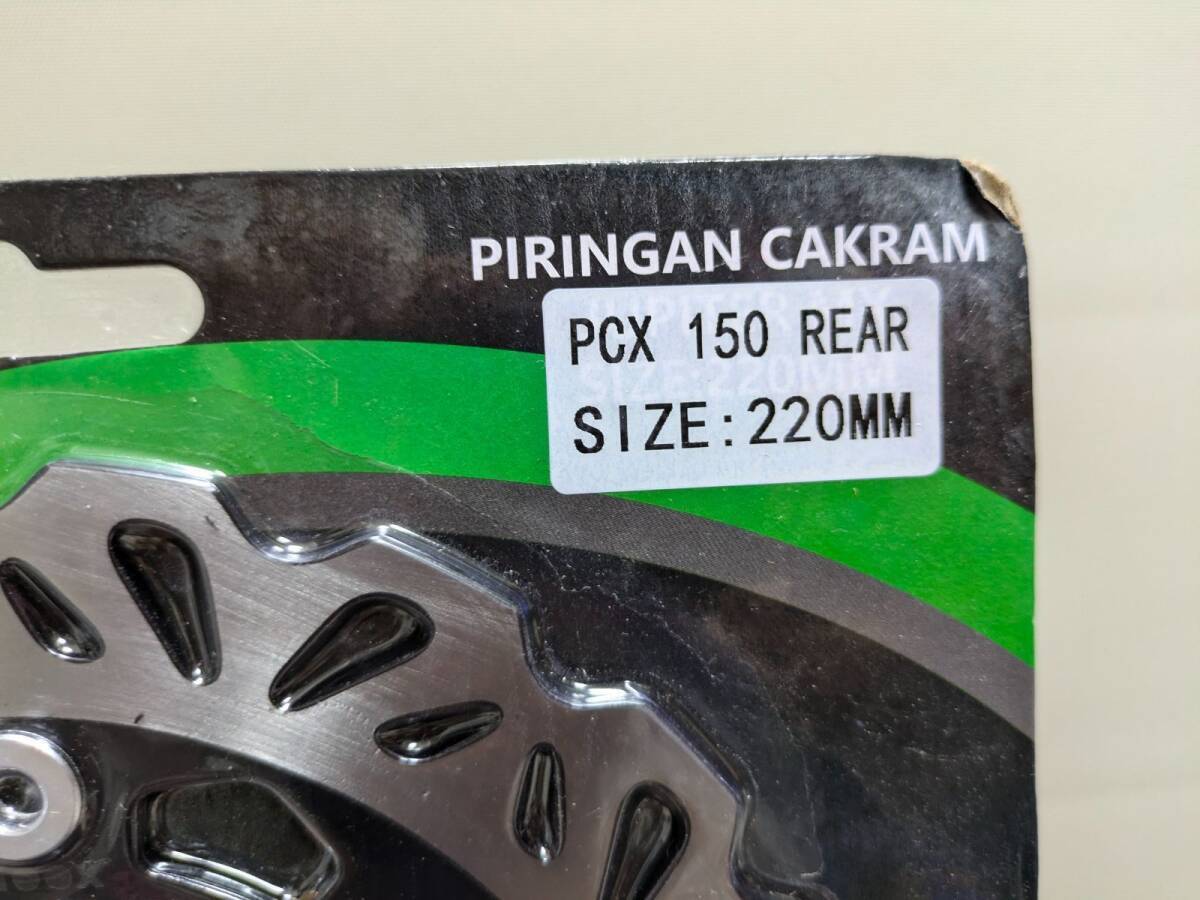 PIRINGAN CAKRAM
PCX 150 REAR
SIZE:220MM